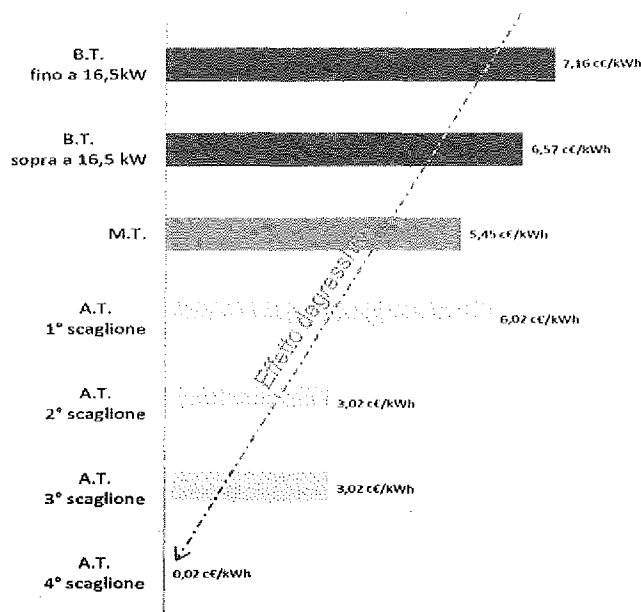 B.T.
fino a 16,5kW
7,16 c€/kWh
B.T.
sopra a 16,5 kW
6,57 c€/kWh
M.T.
5,45 c€/kWh
Effetto degressivo
A.T.
1° scaglione
6,02 c€/kWh
A.T.
2° scaglione
3,02 c€/kWh
A.T.
3° scaglione
3,02 c€/kWh
A.T.
4° scaglione
0,02 c€/kWh